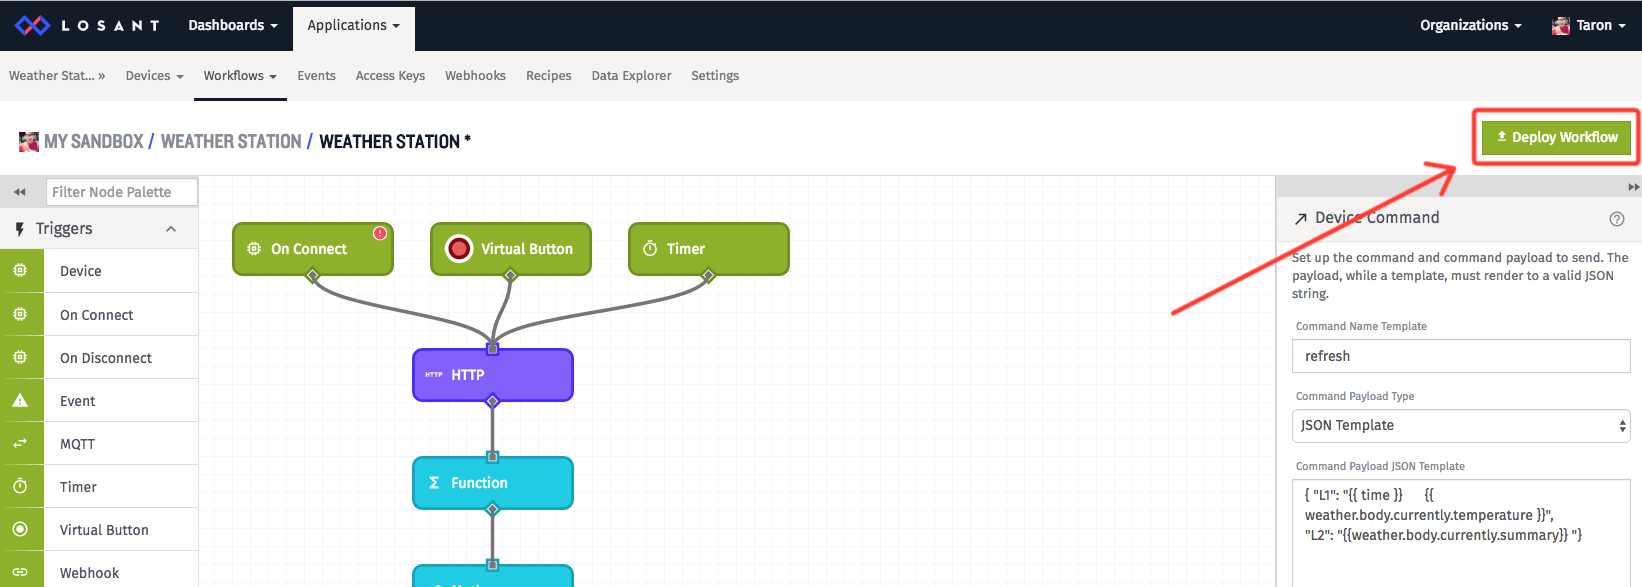 LOSANT Dashboards Applications Organizations Taron
Weather Stat... » Devices Workflows Events Access Keys Webhooks Recipes Data Explorer Settings
MY SANDBOX / WEATHER STATION / WEATHER STATION *
Deploy Workflow
Filter Node Palette
Triggers
Device
On Connect
On Disconnect
Event
MQTT
Timer
Virtual Button
Webhook
On Connect
Virtual Button
Timer
HTTP HTTP
Function
Device Command
Set up the command and command payload to send. The
payload, while a template, must render to a valid JSON
string.
Command Name Template
refresh
Command Payload Type
JSON Template
Command Payload JSON Template
{ "L1": "{{ time }} {{
weather.body.currently.temperature }}",
"L2": "{{weather.body.currently.summary}} "}